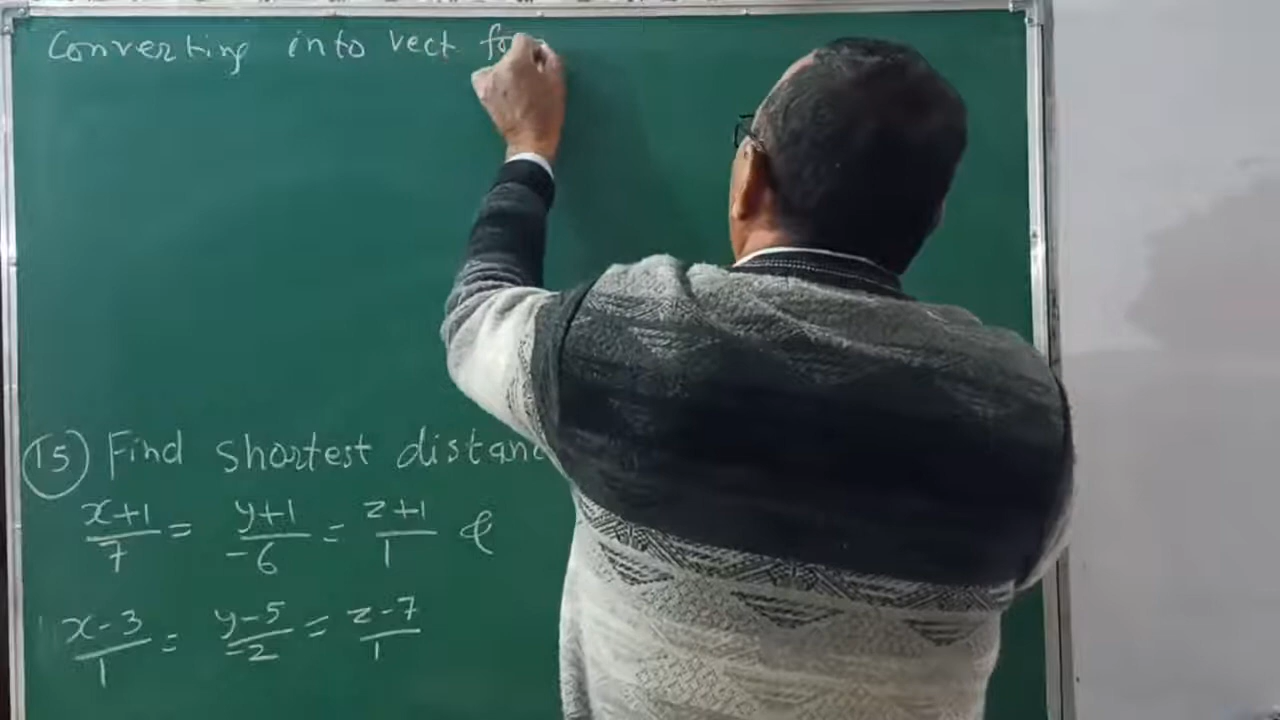 Converting into vect
15 Find shortest distanc
x+1/7 = y+1/-6 = z+1/1 &
x-3/1 = y-5/-2 = z-7/1